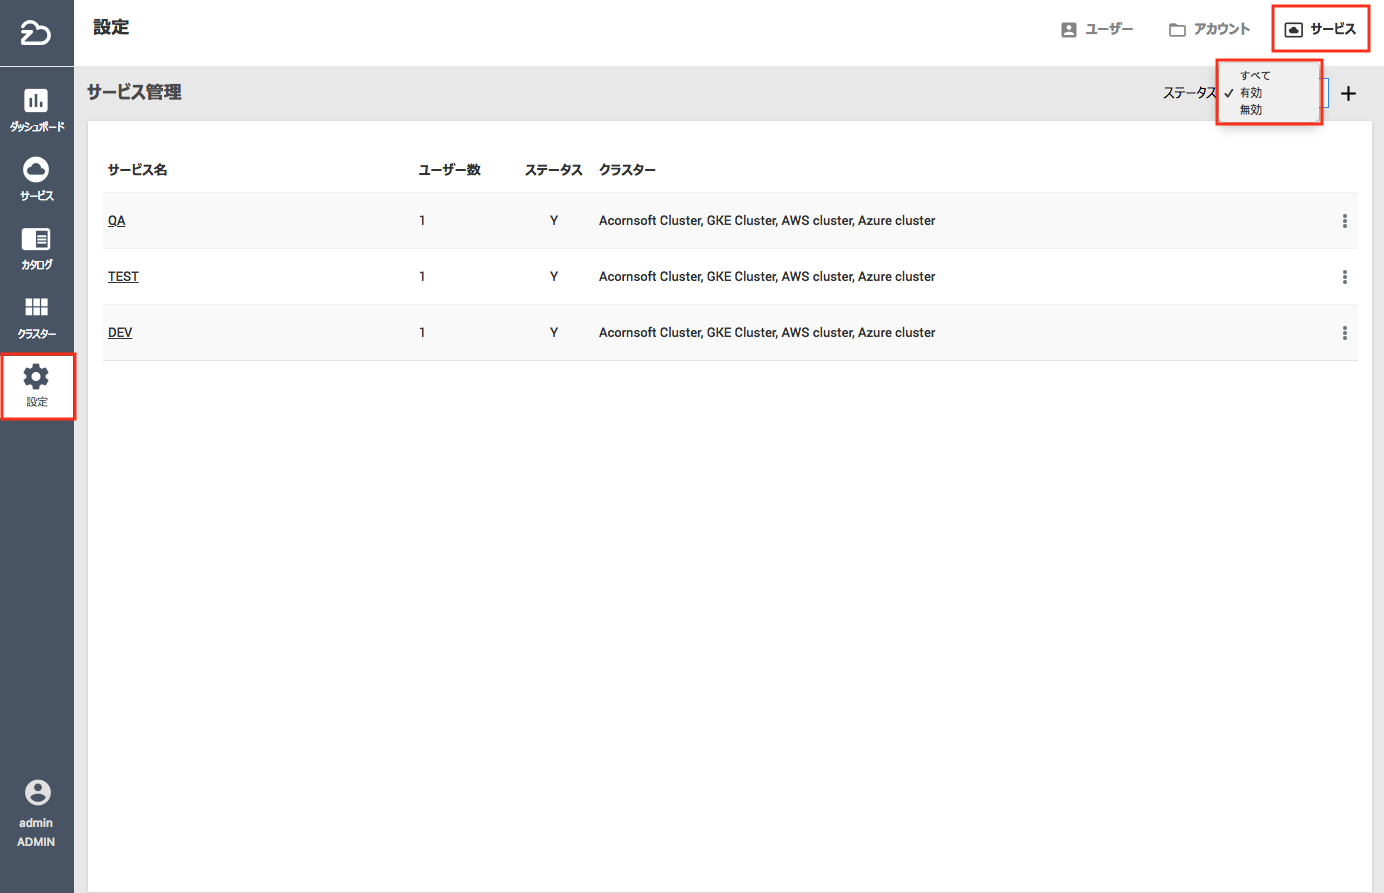 設定
ユーザー
アカウント
サービス
サービス管理
ステータス
すべて
✓ 有効
無効
ダッシュボード
サービス
カタログ
クラスター
設定
admin
ADMIN
サービス名 ユーザー数 ステータス クラスター
QA 1 Y Acornsoft Cluster, GKE Cluster, AWS cluster, Azure cluster
TEST 1 Y Acornsoft Cluster, GKE Cluster, AWS cluster, Azure cluster
DEV 1 Y Acornsoft Cluster, GKE Cluster, AWS cluster, Azure cluster